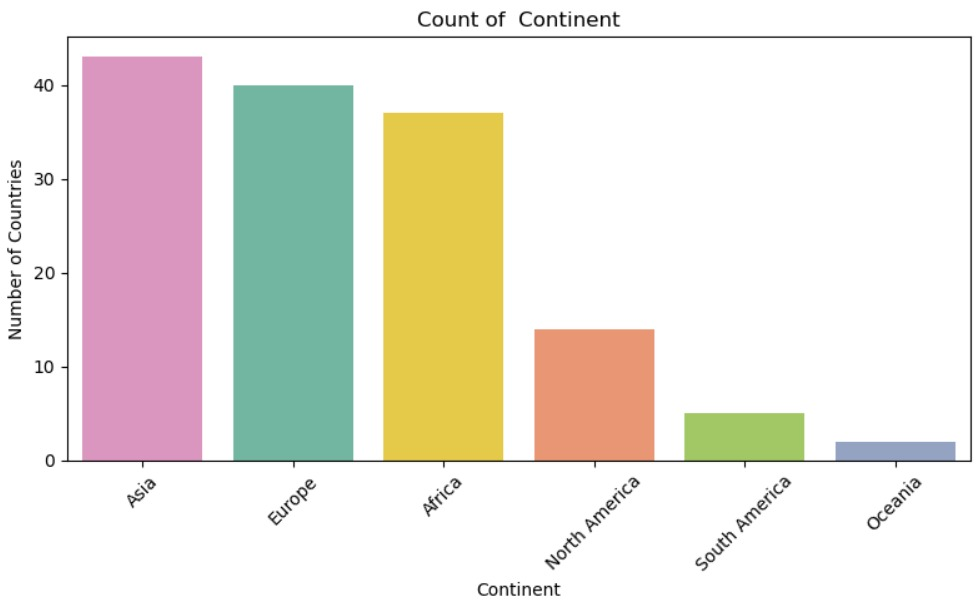 Count of  Continent
Number of Countries
40
30
20
10
0
Asia
Europe
Africa
North America
South America
Oceania
Continent